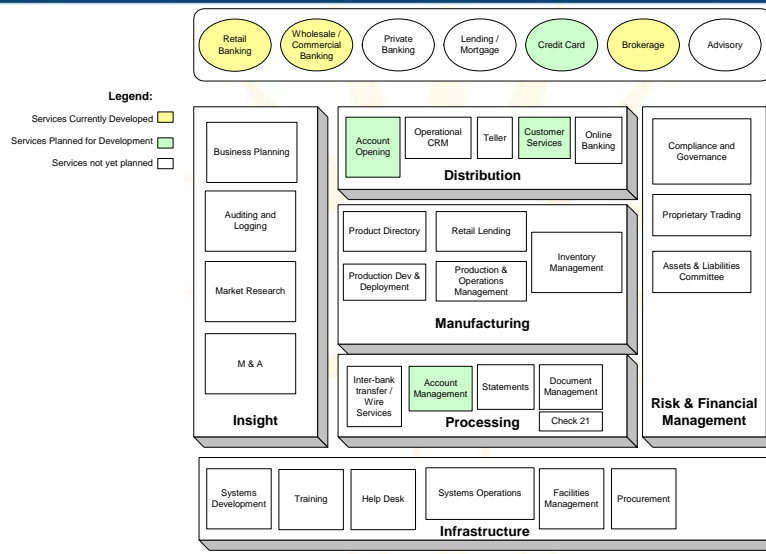 Retail
Banking
Wholesale /
Commercial
Banking
Private
Banking
Lending /
Mortgage
Credit Card
Brokerage
Advisory
Legend:
Services Currently Developed
Services Planned for Development
Services not yet planned
Business Planning
Auditing and
Logging
Market Research
M & A
Insight
Account
Opening
Operational
CRM
Teller
Customer
Services
Online
Banking
Distribution
Product Directory
Retail Lending
Inventory
Management
Production Dev &
Deployment
Production &
Operations
Management
Manufacturing
Inter-bank
transfer /
Wire
Services
Account
Management
Statements
Document
Management
Check 21
Processing
Compliance and
Governance
Proprietary Trading
Assets & Liabilities
Committee
Risk & Financial
Management
Systems
Development
Training
Help Desk
Systems Operations
Facilities
Management
Procurement
Infrastructure